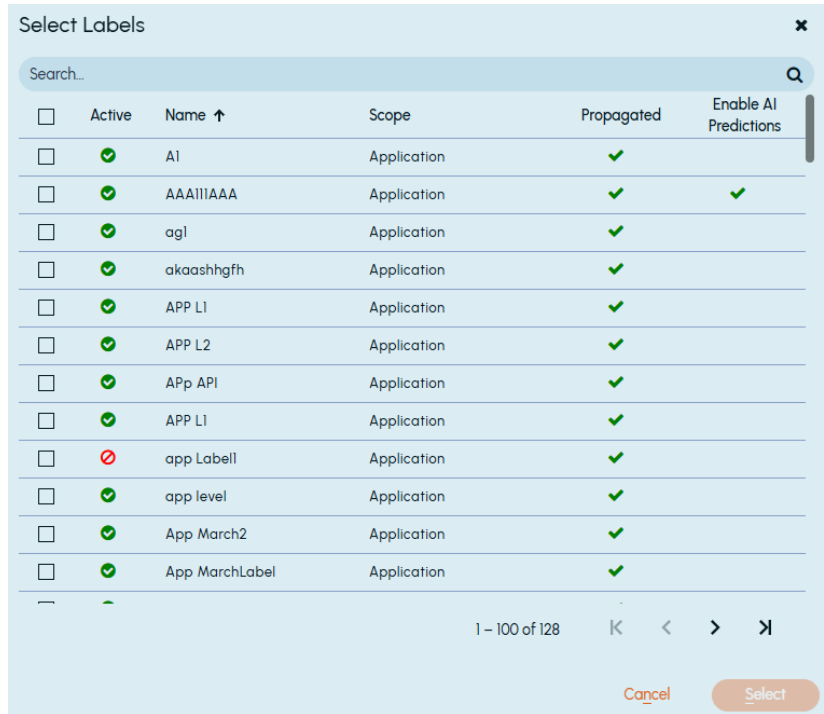 Select Labels
Search...
Active Name Scope Propagated Enable AI
Predictions
A1 Application
AAA111AAA Application
ag1 Application
akaashhgfh Application
APP L1 Application
APP L2 Application
APp API Application
APP L1 Application
app Label1 Application
app level Application
App March2 Application
App MarchLabel Application
1 – 100 of 128
Cancel Select